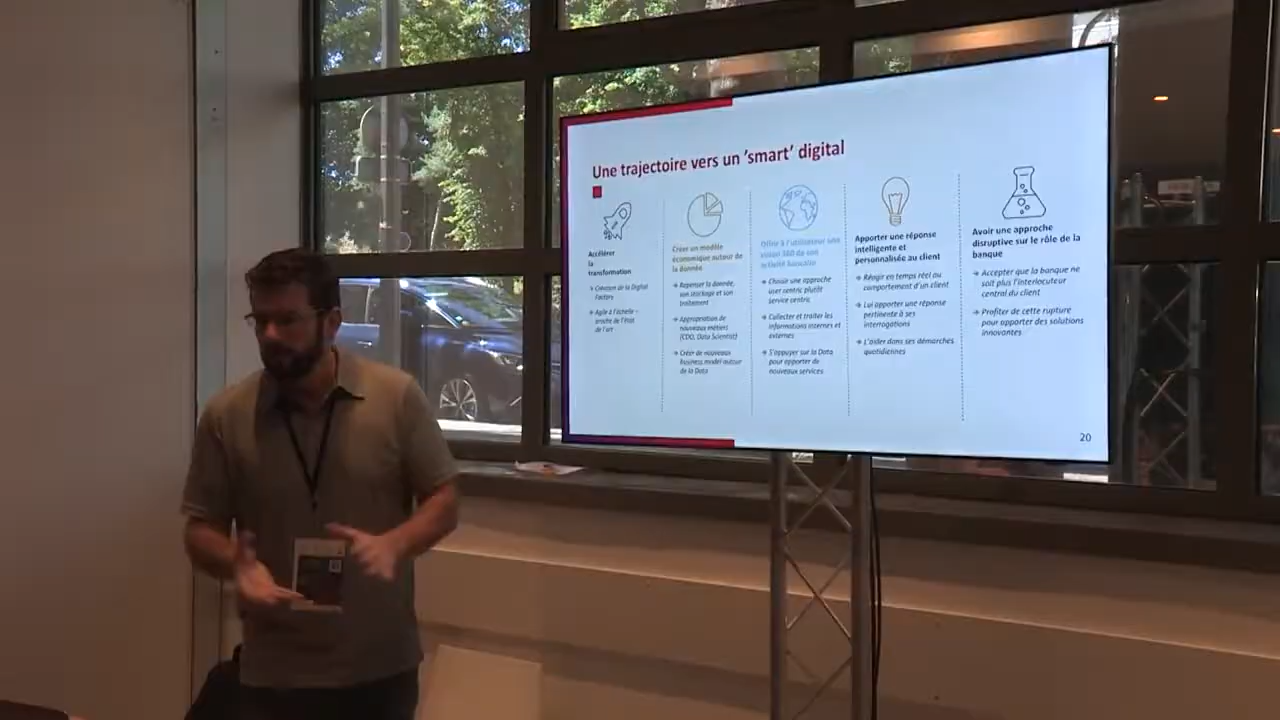 Une trajectoire vers un 'smart' digital
Accélérer
la
transformation
→ Création de la Digital
Factory
→ Agile à l'échelle –
proche de l'état
de l'art
Créer un modèle
économique autour de
la donnée
→ Repenser la donnée,
son stockage et son
traitement
→ Appropriation de
nouveaux métiers
(CDO, Data Scientist)
→ Créer de nouveaux
business model autour
de la Data
Offrir à l'utilisateur une
vision 360 de son
activité bancaire
→ Choisir une approche
user centric plutôt
service centric
→ Collecter et traiter les
informations internes et
externes
→ S'appuyer sur la Data
pour apporter de
nouveaux services
Apporter une réponse
intelligente et
personnalisée au client
→ Réagir en temps réel au
comportement d'un client
→ Lui apporter une réponse
pertinente à ses
interrogations
→ L'aider dans ses démarches
quotidiennes
Avoir une approche
disruptive sur le rôle de la
banque
→ Accepter que la banque ne
soit plus l'interlocuteur
central du client
→ Profiter de cette rupture
pour apporter des solutions
innovantes
20